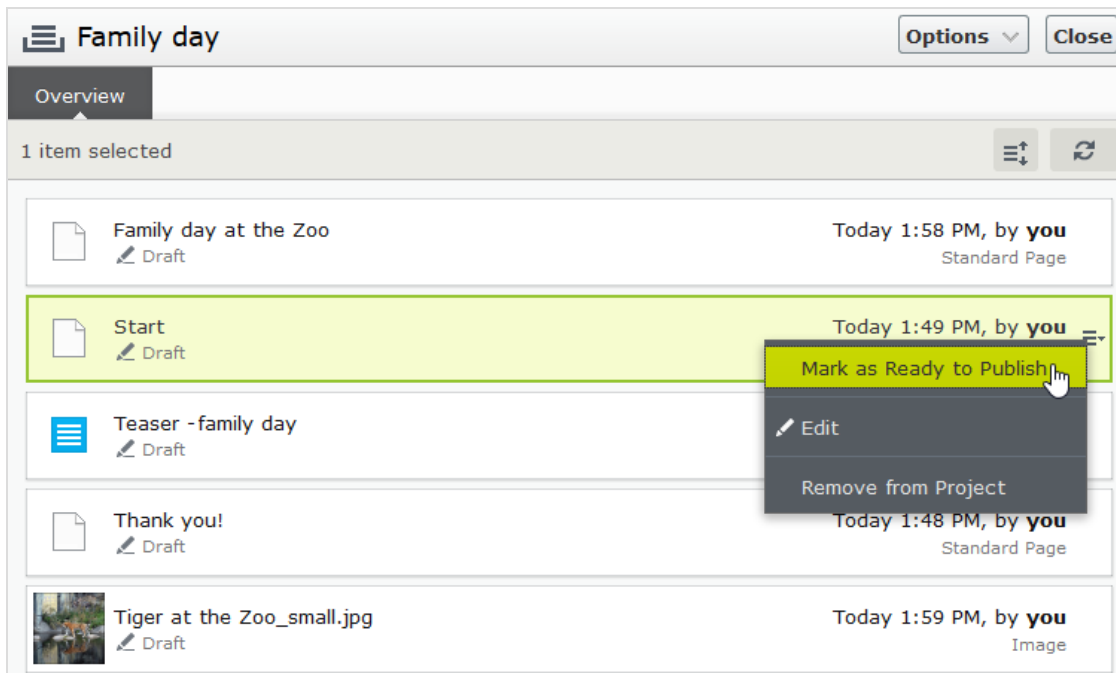 Family day
Options
Close
Overview
1 item selected
Family day at the Zoo
Today 1:58 PM, by you
Draft
Standard Page
Start
Today 1:49 PM, by you
Draft
Mark as Ready to Publish
Teaser -family day
Edit
Draft
Remove from Project
Thank you!
Today 1:48 PM, by you
Draft
Standard Page
Tiger at the Zoo_small.jpg
Today 1:59 PM, by you
Draft
Image